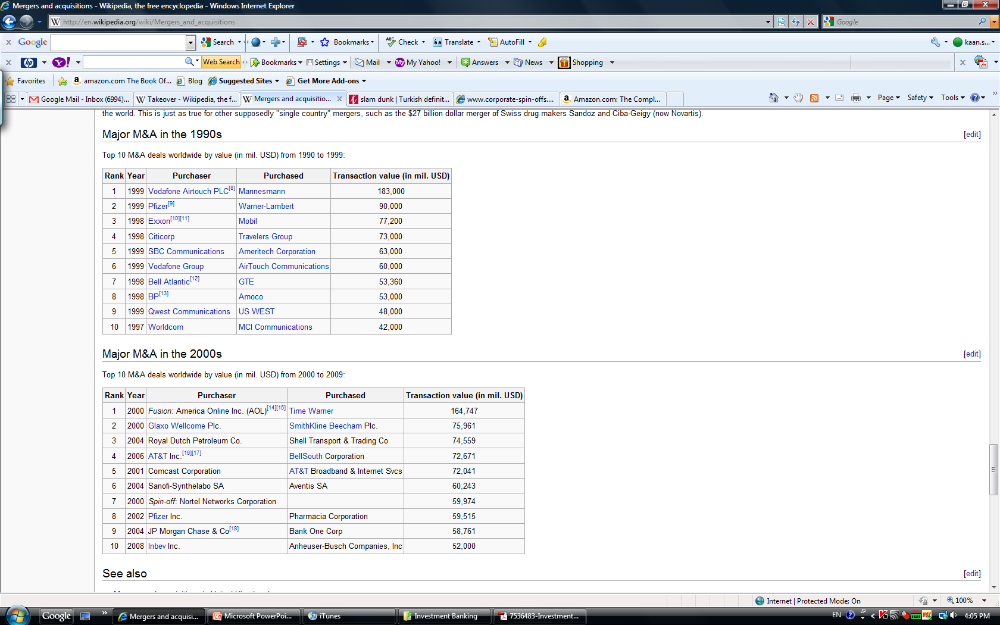 Mergers and acquisitions - Wikipedia, the free encyclopedia - Windows Internet Explorer
http://en.wikipedia.org/wiki/Mergers_and_acquisitions Google
x Google Search Bookmarks Check Translate AutoFill kaan.s...
x hp Y! Web Search Bookmarks Settings Mail My Yahoo! Answers News Shopping x
Favorites amazon.com The Book Of... Blog Suggested Sites Get More Add-ons
Google Mail - Inbox (6994)... Takeover - Wikipedia, the f... Mergers and acquisitio... x slam dunk | Turkish definit... www.corporate-spin-offs.... Amazon.com: The Compl... Page Safety Tools
the world. This is just as true for other supposedly "single country" mergers, such as the $27 billion dollar merger of Swiss drug makers Sandoz and Ciba-Geigy (now Novartis).
Major M&A in the 1990s [edit]
Top 10 M&A deals worldwide by value (in mil. USD) from 1990 to 1999:
Rank Year Purchaser Purchased Transaction value (in mil. USD)
1 1999 Vodafone Airtouch PLC[8] Mannesmann 183,000
2 1999 Pfizer[9] Warner-Lambert 90,000
3 1998 Exxon[10][11] Mobil 77,200
4 1998 Citicorp Travelers Group 73,000
5 1999 SBC Communications Ameritech Corporation 63,000
6 1999 Vodafone Group AirTouch Communications 60,000
7 1998 Bell Atlantic[12] GTE 53,360
8 1998 BP[13] Amoco 53,000
9 1999 Qwest Communications US WEST 48,000
10 1997 Worldcom MCI Communications 42,000
Major M&A in the 2000s [edit]
Top 10 M&A deals worldwide by value (in mil. USD) from 2000 to 2009:
Rank Year Purchaser Purchased Transaction value (in mil. USD)
1 2000 Fusion: America Online Inc. (AOL)[14][15] Time Warner 164,747
2 2000 Glaxo Wellcome Plc. SmithKline Beecham Plc. 75,961
3 2004 Royal Dutch Petroleum Co. Shell Transport & Trading Co 74,559
4 2006 AT&T Inc.[16][17] BellSouth Corporation 72,671
5 2001 Comcast Corporation AT&T Broadband & Internet Svcs 72,041
6 2004 Sanofi-Synthelabo SA Aventis SA 60,243
7 2000 Spin-off: Nortel Networks Corporation 59,974
8 2002 Pfizer Inc. Pharmacia Corporation 59,515
9 2004 JP Morgan Chase & Co[18] Bank One Corp 58,761
10 2008 Inbev Inc. Anheuser-Busch Companies, Inc 52,000
See also [edit]
Internet | Protected Mode: On 100%
Google » Mergers and acquisi... Microsoft PowerPoi... iTunes Investment Banking 7536483-Investment... EN 4:05 PM